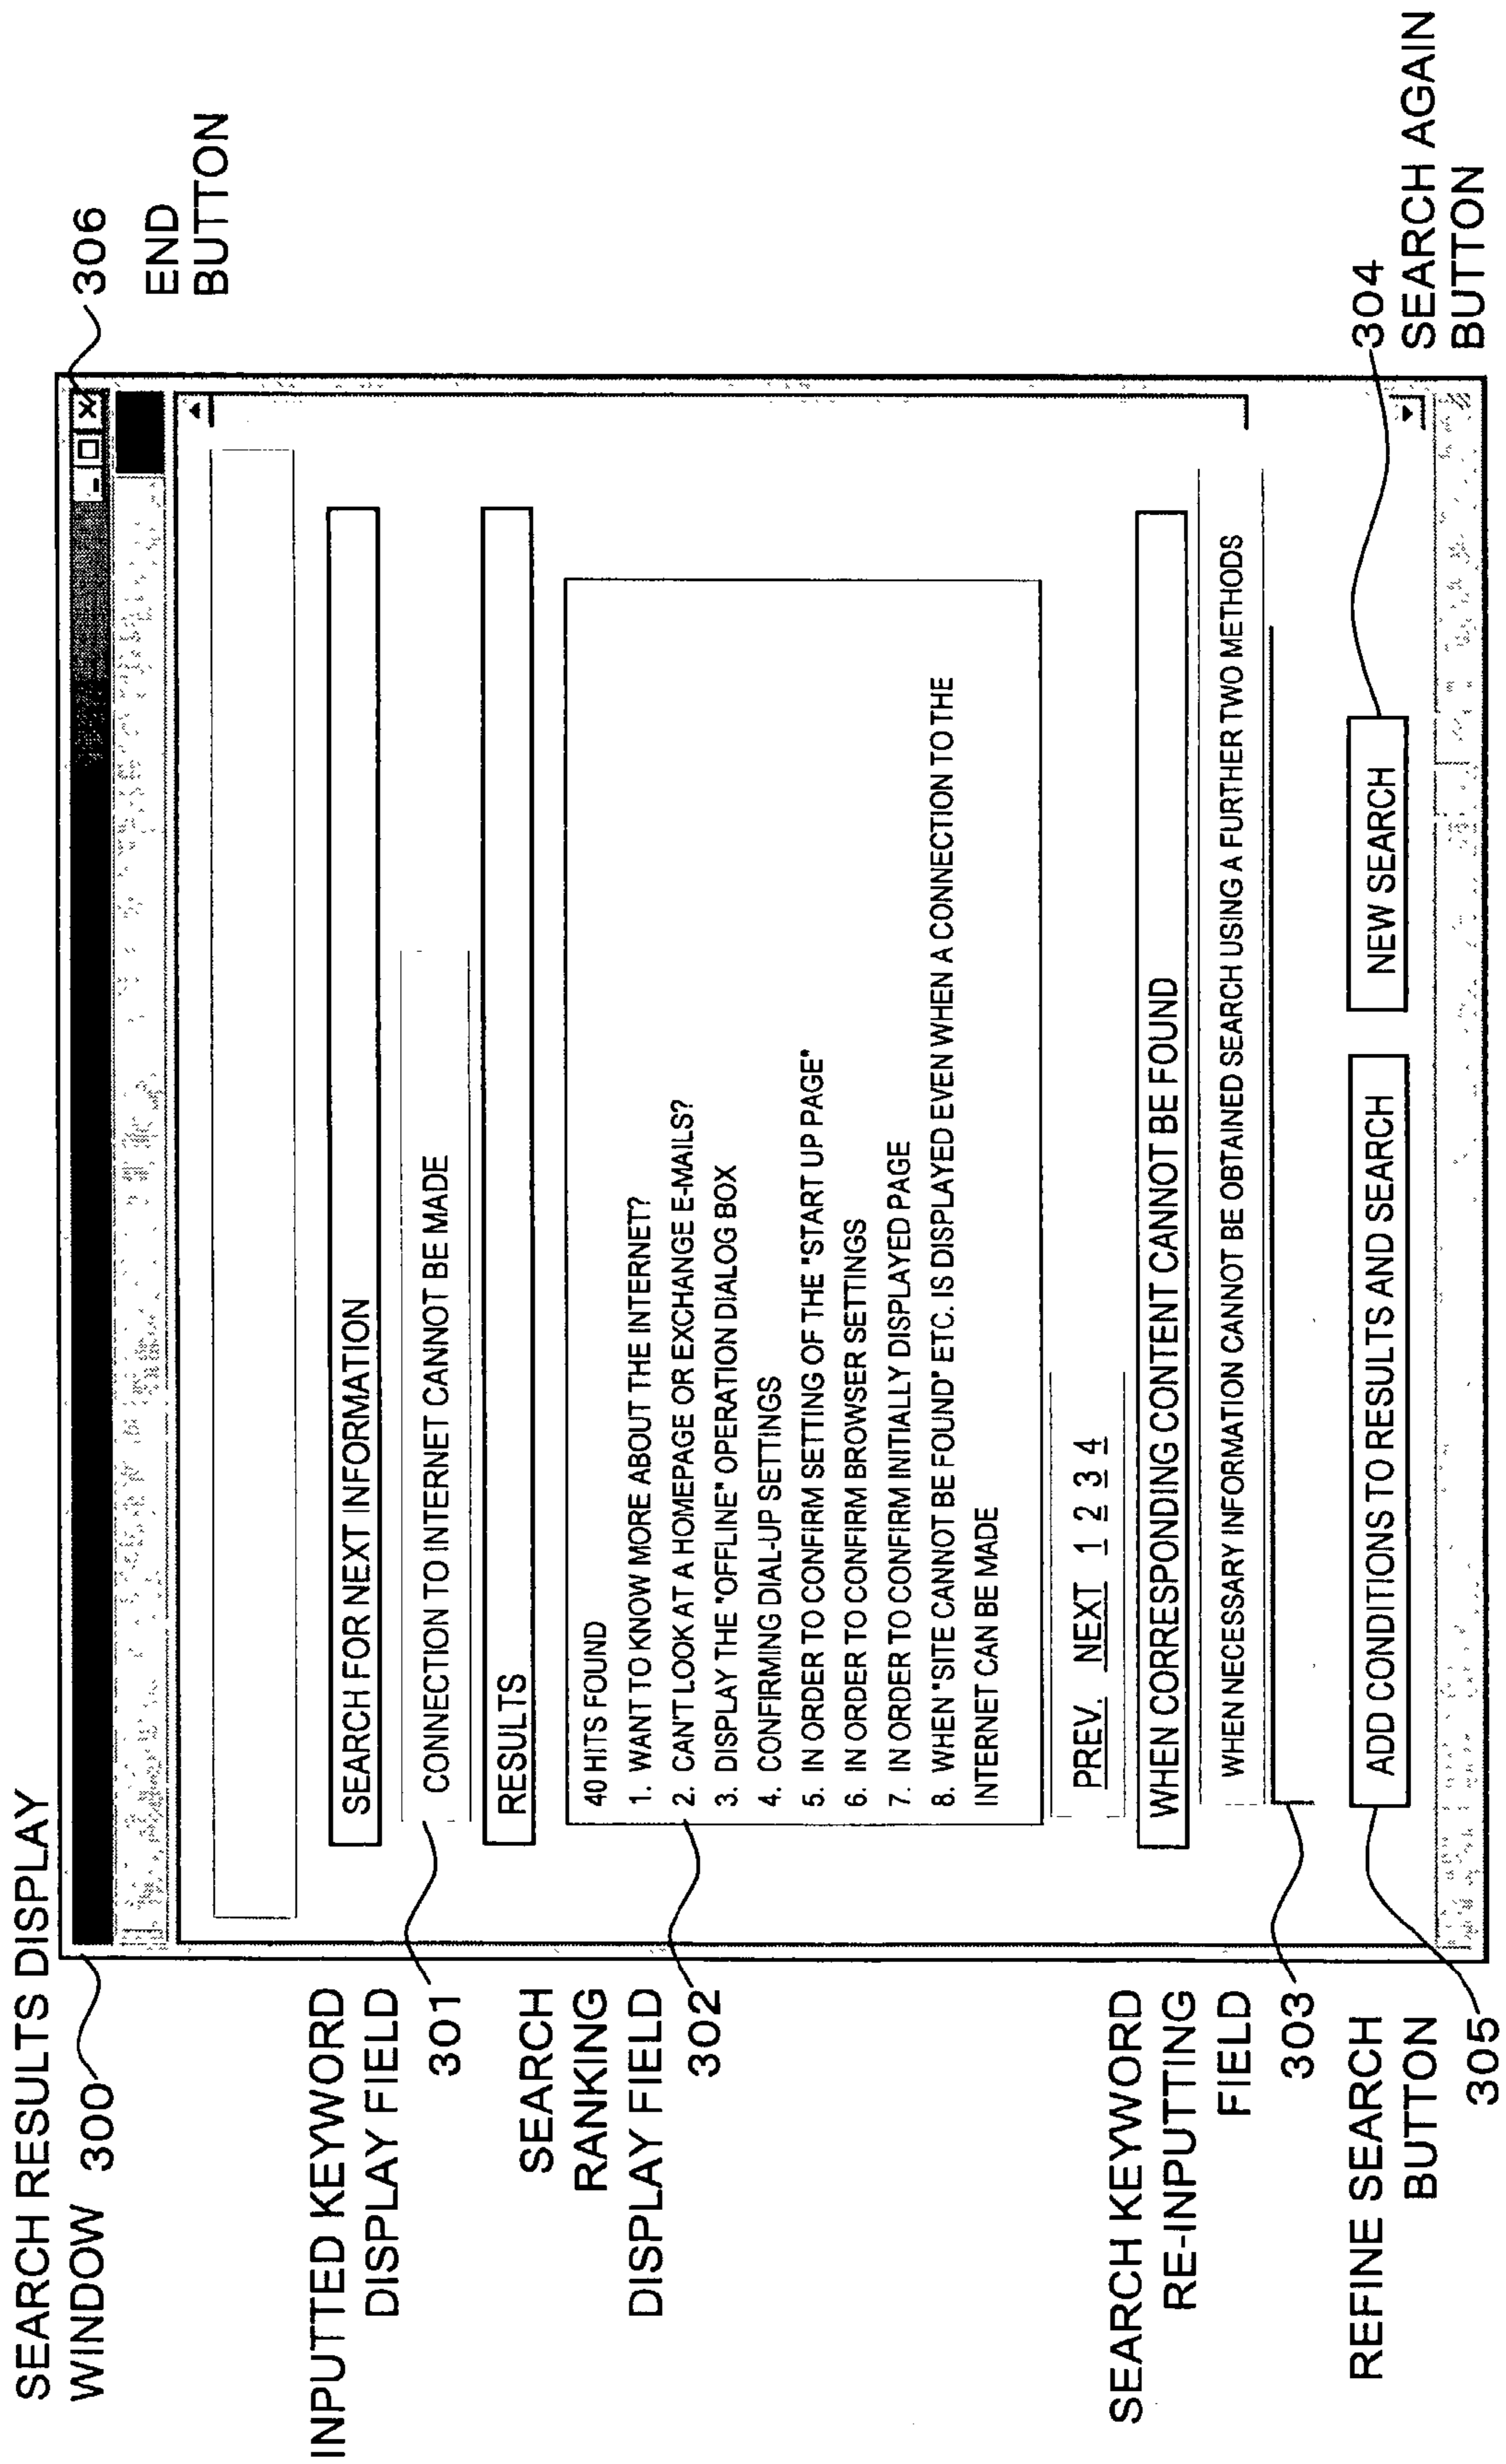 SEARCH RESULTS DISPLAY
WINDOW 300
306
END
BUTTON
SEARCH FOR NEXT INFORMATION
INPUTTED KEYWORD
DISPLAY FIELD
301
CONNECTION TO INTERNET CANNOT BE MADE
RESULTS
SEARCH
RANKING
DISPLAY FIELD
302
40 HITS FOUND
1. WANT TO KNOW MORE ABOUT THE INTERNET?
2. CAN'T LOOK AT A HOMEPAGE OR EXCHANGE E-MAILS?
3. DISPLAY THE "OFFLINE" OPERATION DIALOG BOX
4. CONFIRMING DIAL-UP SETTINGS
5. IN ORDER TO CONFIRM SETTING OF THE "START UP PAGE"
6. IN ORDER TO CONFIRM BROWSER SETTINGS
7. IN ORDER TO CONFIRM INITIALLY DISPLAYED PAGE
8. WHEN "SITE CANNOT BE FOUND" ETC. IS DISPLAYED EVEN WHEN A CONNECTION TO THE
INTERNET CAN BE MADE
PREV. NEXT 1 2 3 4
WHEN CORRESPONDING CONTENT CANNOT BE FOUND
WHEN NECESSARY INFORMATION CANNOT BE OBTAINED SEARCH USING A FURTHER TWO METHODS
SEARCH KEYWORD
RE-INPUTTING
FIELD
303
ADD CONDITIONS TO RESULTS AND SEARCH
NEW SEARCH
REFINE SEARCH
BUTTON
305
304
SEARCH AGAIN
BUTTON